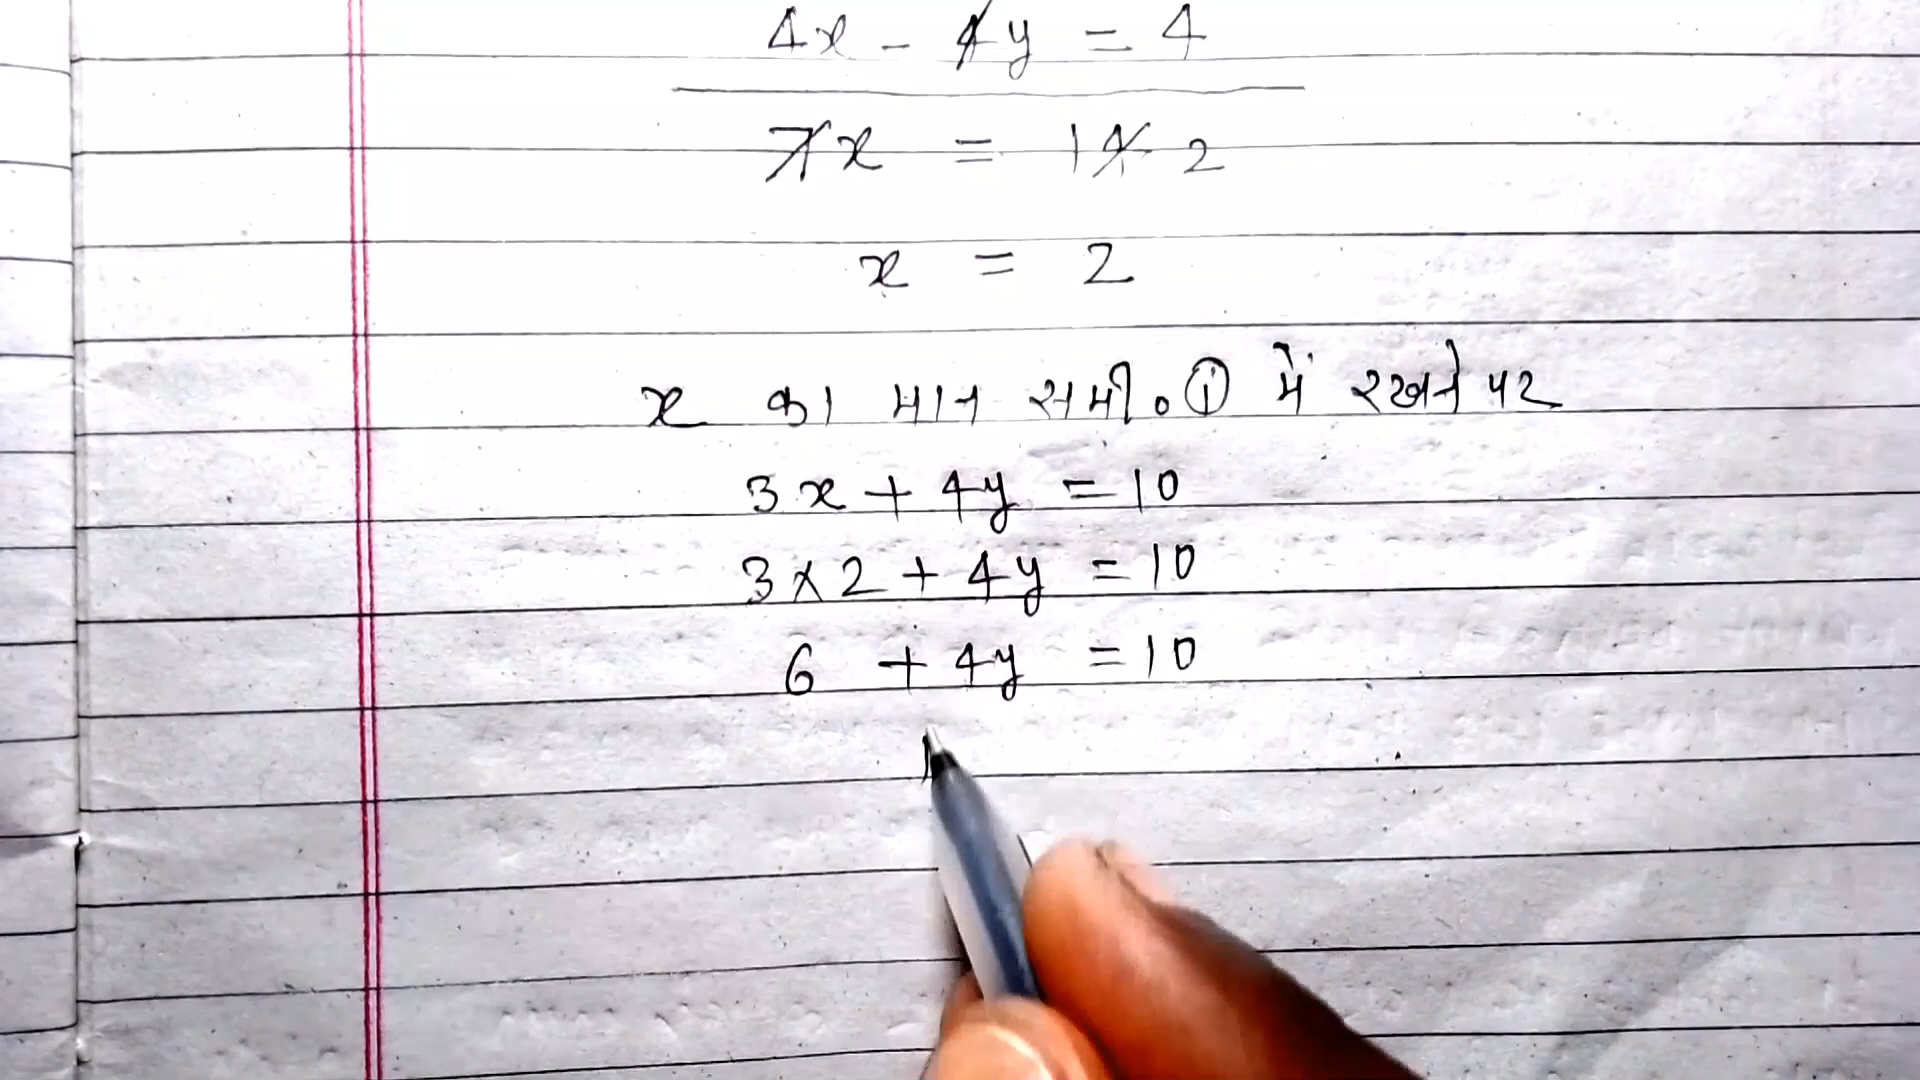 4x - 4y = 4
7x = 14 2
x = 2
x का मान समी० ① में रखने पर
3x + 4y = 10
3×2 + 4y = 10
6 + 4y = 10